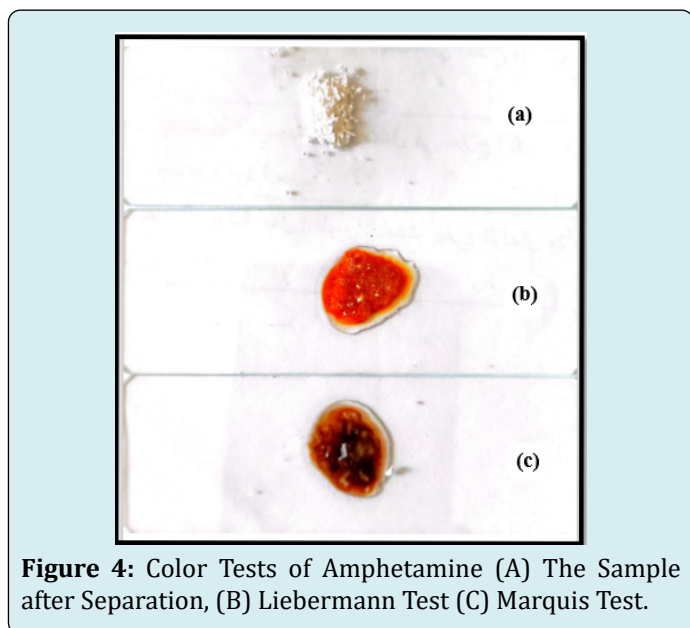 (a)
(b)
(c)
Figure 4: Color Tests of Amphetamine (A) The Sample
after Separation, (B) Liebermann Test (C) Marquis Test.